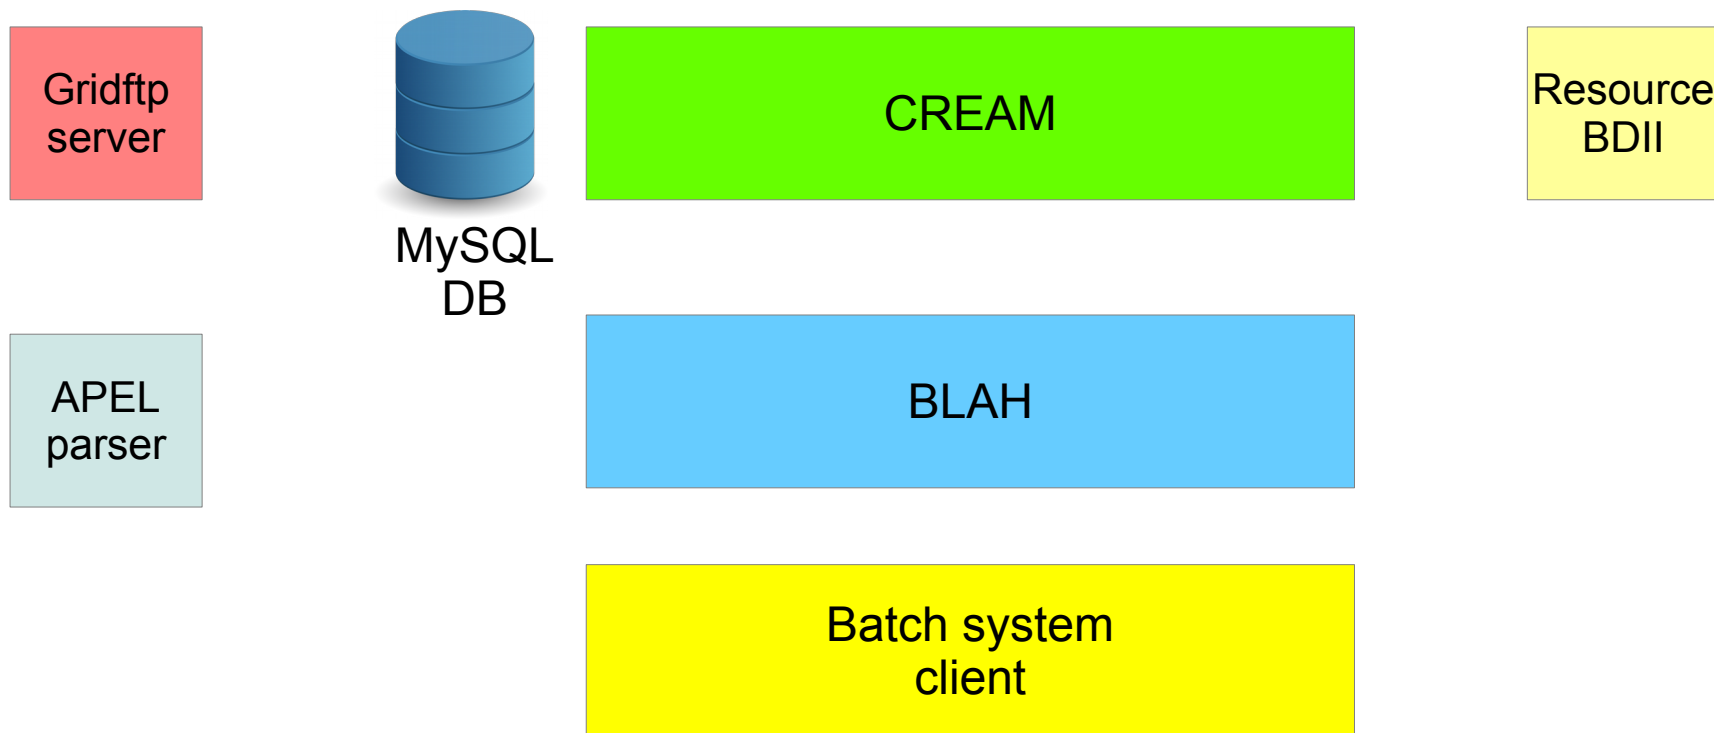 Gridftp
server
MySQL
DB
CREAM
Resource
BDII
APEL
parser
BLAH
Batch system
client